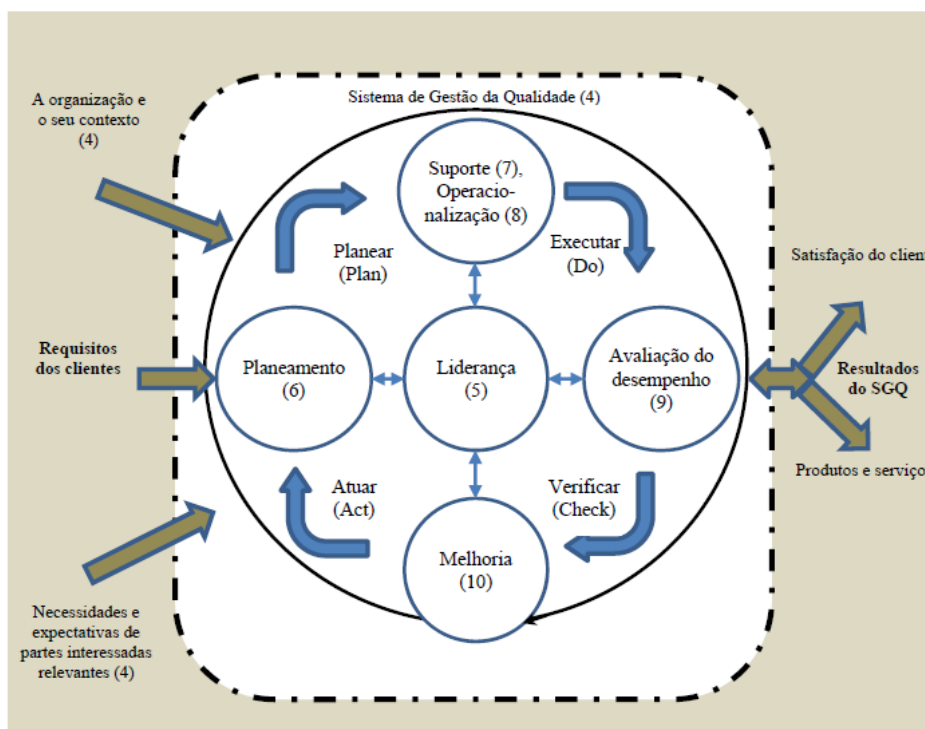 Sistema de Gestão da Qualidade (4)
A organização e
o seu contexto
(4)
Suporte (7),
Operacio-
nalização (8)
Planear
(Plan)
Executar
(Do)
Satisfação do client
Requisitos
dos clientes
Planeamento
(6)
Liderança
(5)
Avaliação do
desempenho
(9)
Resultados
do SGQ
Produtos e serviço
Atuar
(Act)
Verificar
(Check)
Melhoria
(10)
Necessidades e
expectativas de
partes interessadas
relevantes (4)